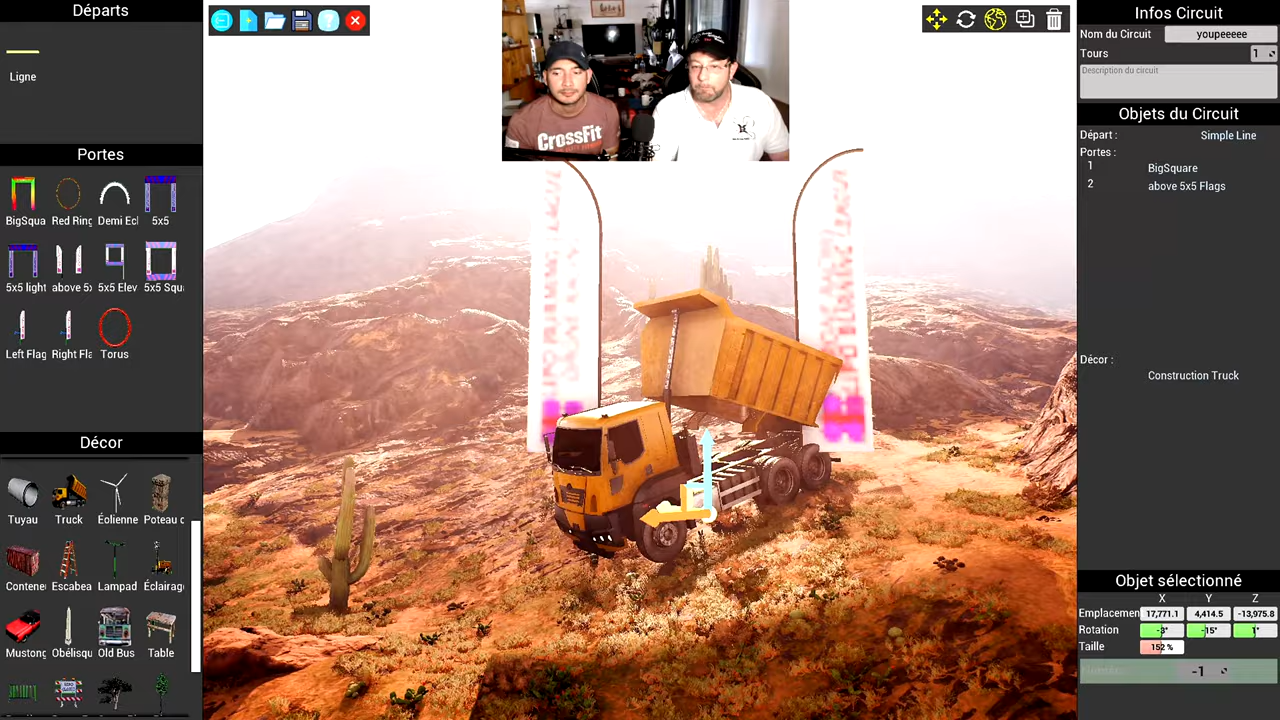 Départs
Ligne
Portes
BigSqua
Red Ring
Demi Ecl
5x5
5x5 light
above 5x
5x5 Elev
5x5 Squ
Left Flag
Right Fla
Torus
Décor
Tuyau
Truck
Éolienne
Poteau
Contene
Escabea
Lampad
Éclairag
Mustong
Obélisqu
Old Bus
Table
CrossFit
Infos Circuit
Nom du Circuit youpeeeee
Tours 1
Description du circuit
Objets du Circuit
Départ : Simple Line
Portes :
1 BigSquare
2 above 5x5 Flags
Décor :
Construction Truck
Objet sélectionné
X Y Z
Emplacemen 17,771.1 4,414.5 -13,975.8
Rotation -3° -15° 1°
Taille 152 %
-1